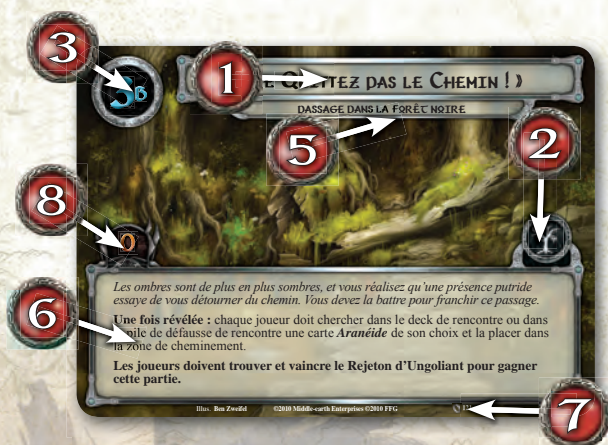 3
1
3B
QUITTEZ PAS LE CHEMIN ! »
PASSAGE DANS LA FORÊT NOIRE
5
2
8
0
6
Les ombres sont de plus en plus sombres, et vous réalisez qu'une présence putride
essaye de vous détourner du chemin. Vous devez la battre pour franchir ce passage.
Une fois révélée : chaque joueur doit chercher dans le deck de rencontre ou dans
pile de défausse de rencontre une carte Aranéide de son choix et la placer dans
la zone de cheminement.
Les joueurs doivent trouver et vaincre le Rejeton d'Ungoliant pour gagner
cette partie.
Illus. Ben Zweifel ©2010 Middle-earth Enterprises ©2010 FFG
7